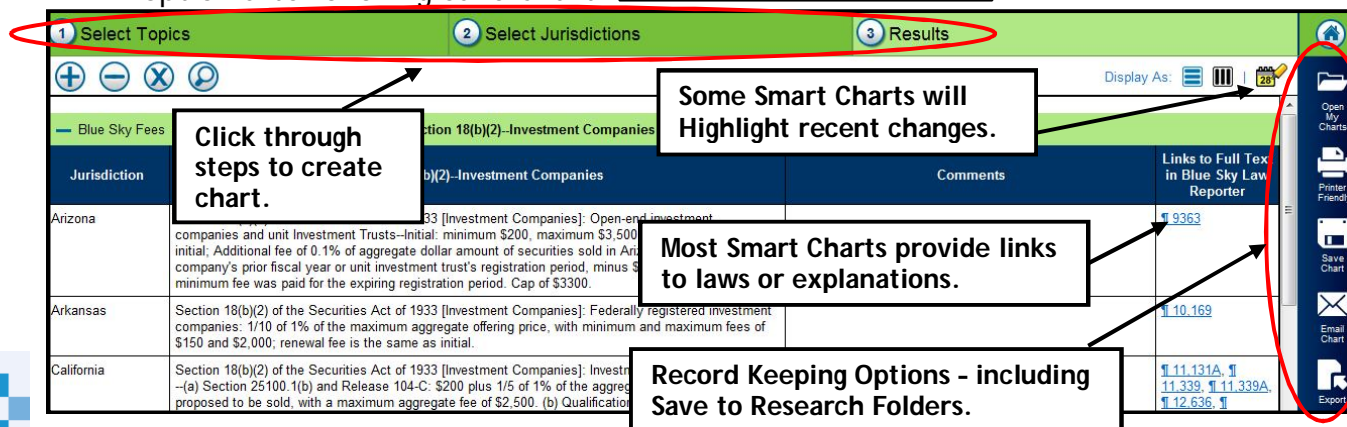 1 Select Topics 2 Select Jurisdictions 3 Results
Display As: 28
Open
My
Charts
Printer
Friendly
Save
Chart
Email
Chart
Export
Some Smart Charts will
Highlight recent changes.
Click through
steps to create
chart.
Blue Sky Fees 18(b)(2)--Investment Companies
Jurisdiction (2)--Investment Companies Comments
Links to Full Tex
in Blue Sky Law
Reporter
Arizona 33 [Investment Companies]: Open-end investment ¶ 9363
companies and unit Investment Trusts--Initial: minimum $200, maximum $3,500
initial; Additional fee of 0.1% of aggregate dollar amount of securities sold in
company's prior fiscal year or unit investment trust's registration period, minus
minimum fee was paid for the expiring registration period. Cap of $3300.
Most Smart Charts provide links
to laws or explanations.
Arkansas Section 18(b)(2) of the Securities Act of 1933 [Investment Companies]: Federally registered investment ¶ 10,169
companies: 1/10 of 1% of the maximum aggregate offering price, with minimum and maximum fees of
$150 and $2,000; renewal fee is the same as initial.
California Section 18(b)(2) of the Securities Act of 1933 [Investment Companies]: ¶ 11,131A, ¶
--(a) Section 25100.1(b) and Release 104-C: $200 plus 1/5 of 1% of the 11,339, ¶ 11,339A,
proposed to be sold, with a maximum aggregate fee of $2,500. (b) ¶ 12,636, ¶
Record Keeping Options - including
Save to Research Folders.